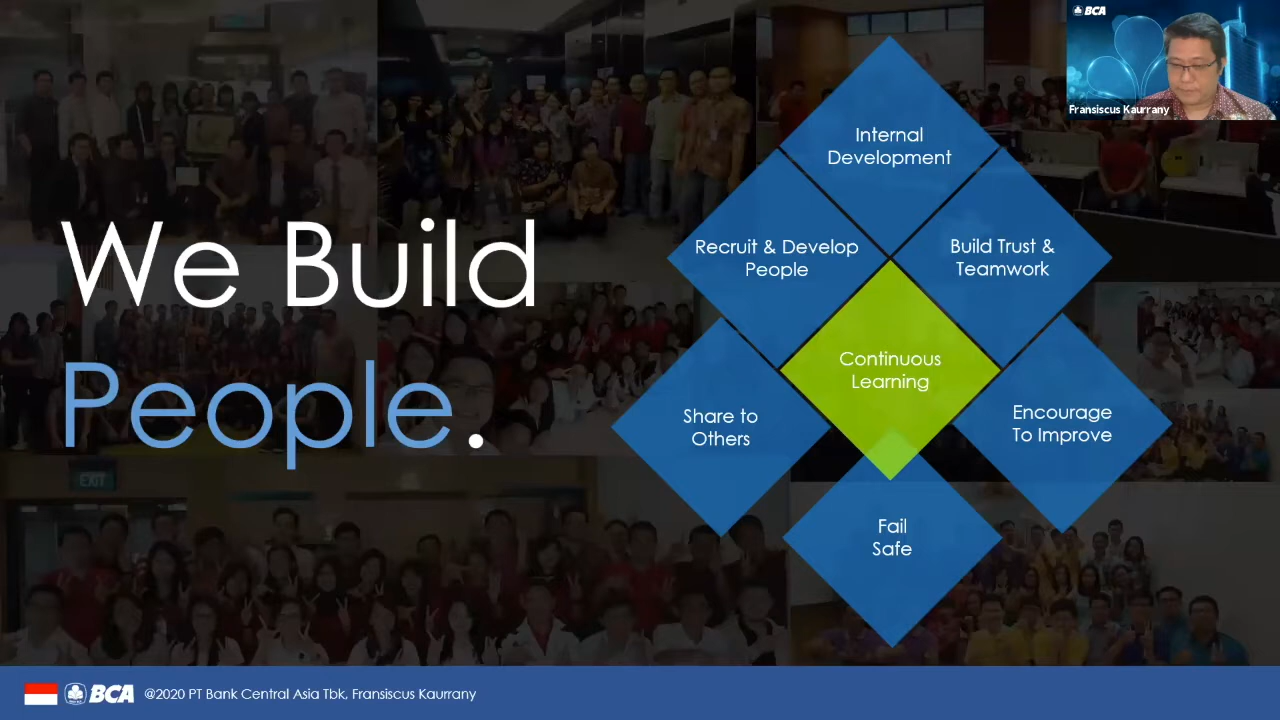 We Build
People.
Internal
Development
Recruit & Develop
People
Build Trust &
Teamwork
Continuous
Learning
Share to
Others
Encourage
To Improve
Fail
Safe
BCA
Fransiscus Kaurrany
EXIT
BCA
@2020 PT Bank Central Asia Tbk, Fransiscus Kaurrany